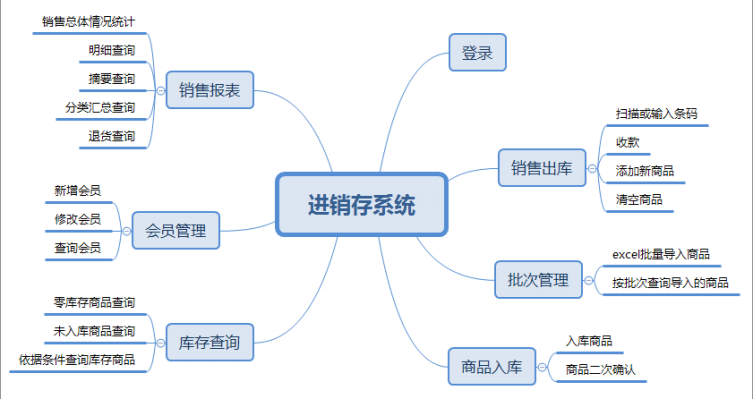 进销存系统
登录
销售出库
扫描或输入条码
收款
添加新商品
清空商品
批次管理
excel批量导入商品
按批次查询导入的商品
商品入库
入库商品
商品二次确认
销售报表
销售总体情况统计
明细查询
摘要查询
分类汇总查询
退货查询
会员管理
新增会员
修改会员
查询会员
库存查询
零库存商品查询
未入库商品查询
依据条件查询库存商品